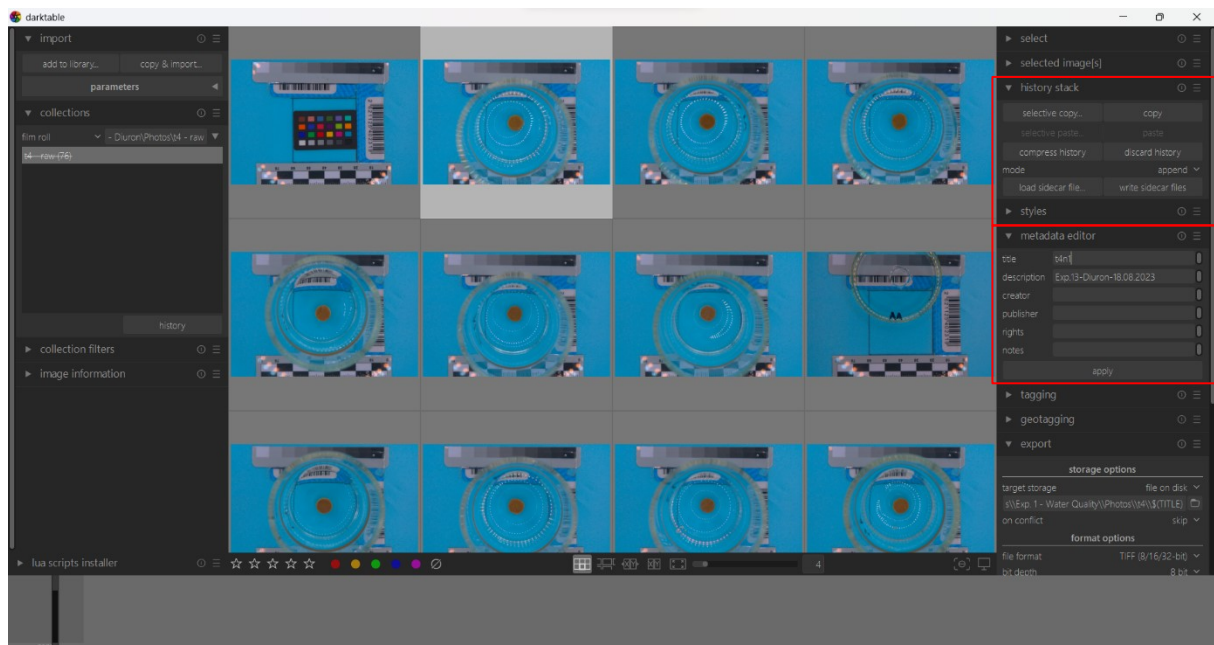 darktable
import
add to library... copy & import...
parameters
collections
film roll - Diuron\Photos\t4 - raw
t4 - raw (76)
history
collection filters
image information
lua scripts installer
AA
4
select
selected image[s]
history stack
selective copy... copy
selective paste... paste
compress history discard history
mode append
load sidecar file... write sidecar files
styles
metadata editor
title t4n1
description Exp.13-Diuron-18.08.2023
creator
publisher
rights
notes
apply
tagging
geotagging
export
storage options
target storage file on disk
s\\Exp. 1 - Water Quality\\Photos\\t4\\$(TITLE)
on conflict skip
format options
file format TIFF (8/16/32-bit)
bit depth 8 bit